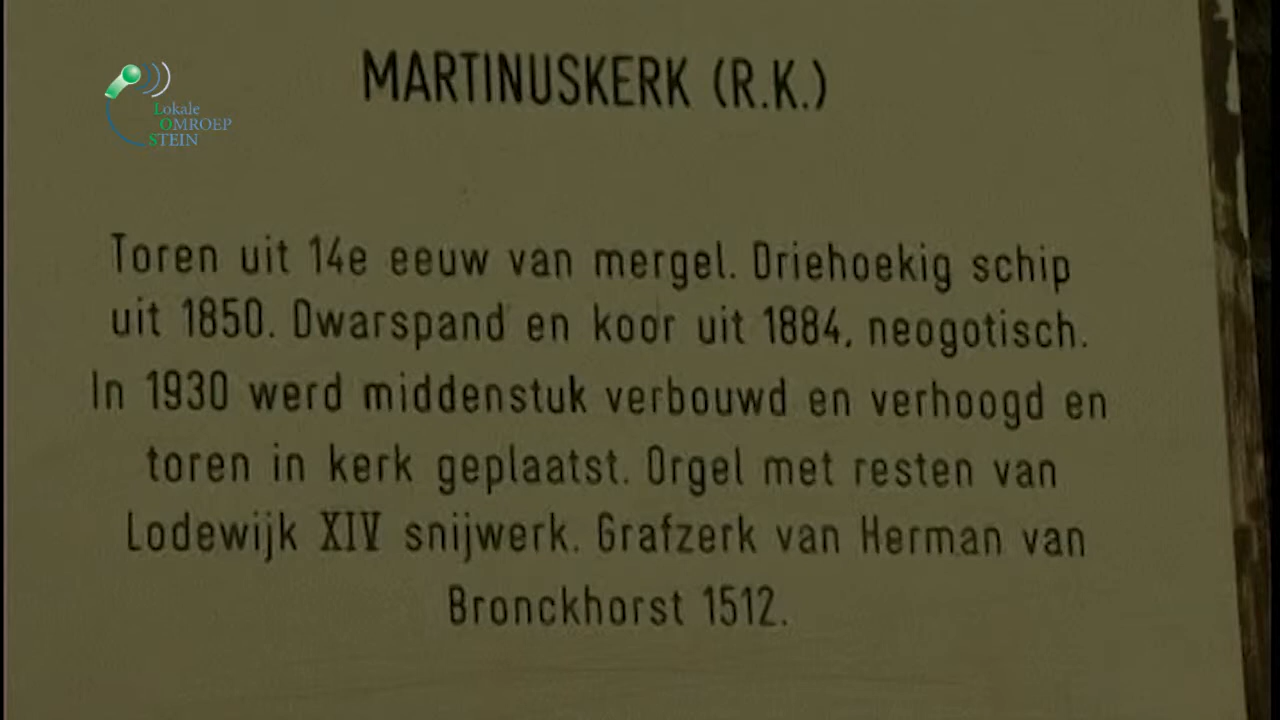 MARTINUSKERK (R.K.)
Lokale
OMROEP
STEIN
Toren uit 14e eeuw van mergel. Driehoekig schip
uit 1850. Dwarspand en koor uit 1884, neogotisch.
In 1930 werd middenstuk verbouwd en verhoogd en
toren in kerk geplaatst. Orgel met resten van
Lodewijk XIV snijwerk. Grafzerk van Herman van
Bronckhorst 1512.